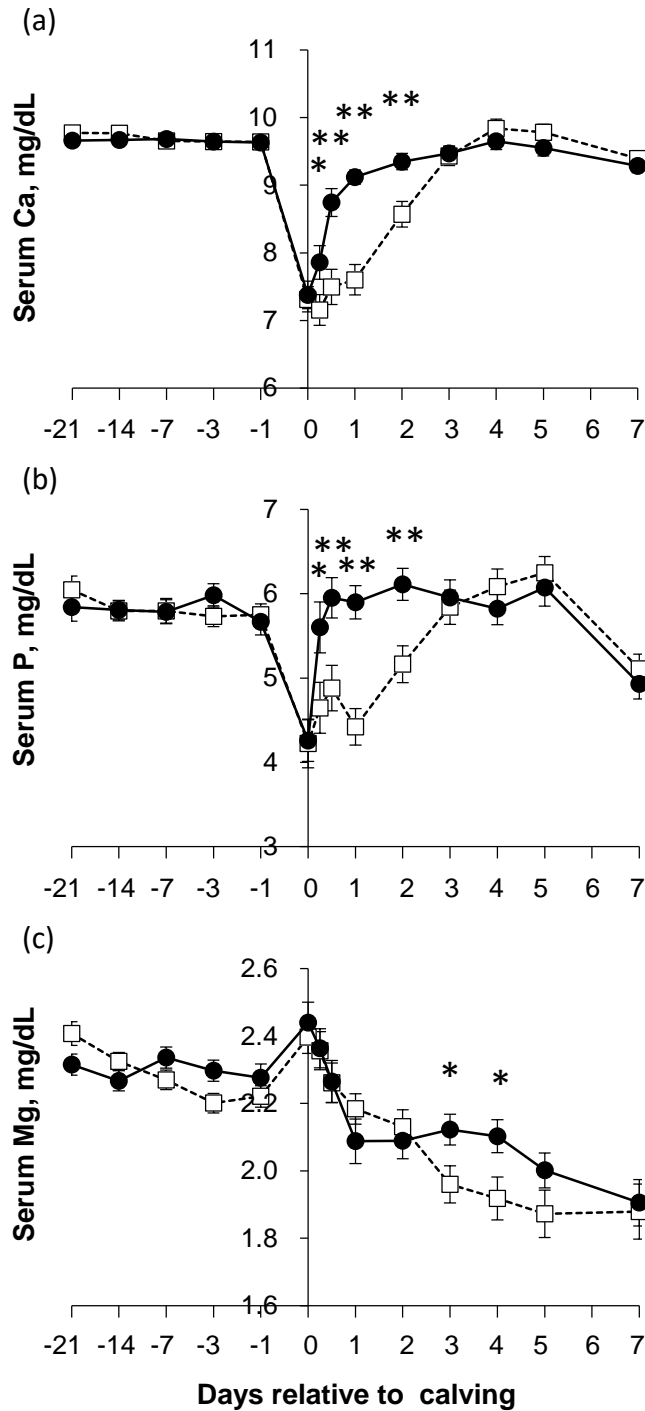 (a)
Serum Ca, mg/dL
11
10
9
8
7
6
** **
**
*
-21 -14 -7 -3 -1 0 1 2 3 4 5 6 7
(b)
Serum P, mg/dL
7
6
5
4
3
**
** **
*
-21 -14 -7 -3 -1 0 1 2 3 4 5 6 7
(c)
Serum Mg, mg/dL
2.6
2.4
2.2
2.0
1.8
1.6
* *
-21 -14 -7 -3 -1 0 1 2 3 4 5 6 7
Days relative to calving